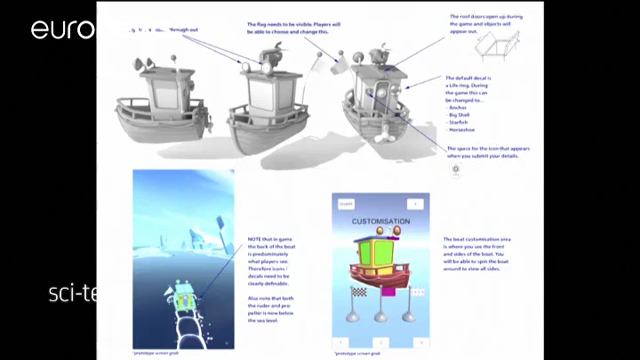 euro
through out
The flag needs to be visible. Players will
be able to choose and change this.
The roof doors open up during
the game and objects will
appear out.
The default decal is
a Life ring. During
the game this can
be changed to...
- Anchor
- Big Shell
- Starfish
- Horseshoe
The space for the icon that appears
when you submit your details.
NOTE that in game
the back of the boat is
predominately
what players see.
Therefore icons /
decals need to be
clearly definable.
Also note that both
the ruder and pro-
peller is now below
the sea level.
CUSTOMISATION
The boat customisation area
is where you see the front
and sides of the boat. You
will be able to spin the boat
around to view all sides.
sci-te
*prototype screen grab
*prototype screen grab